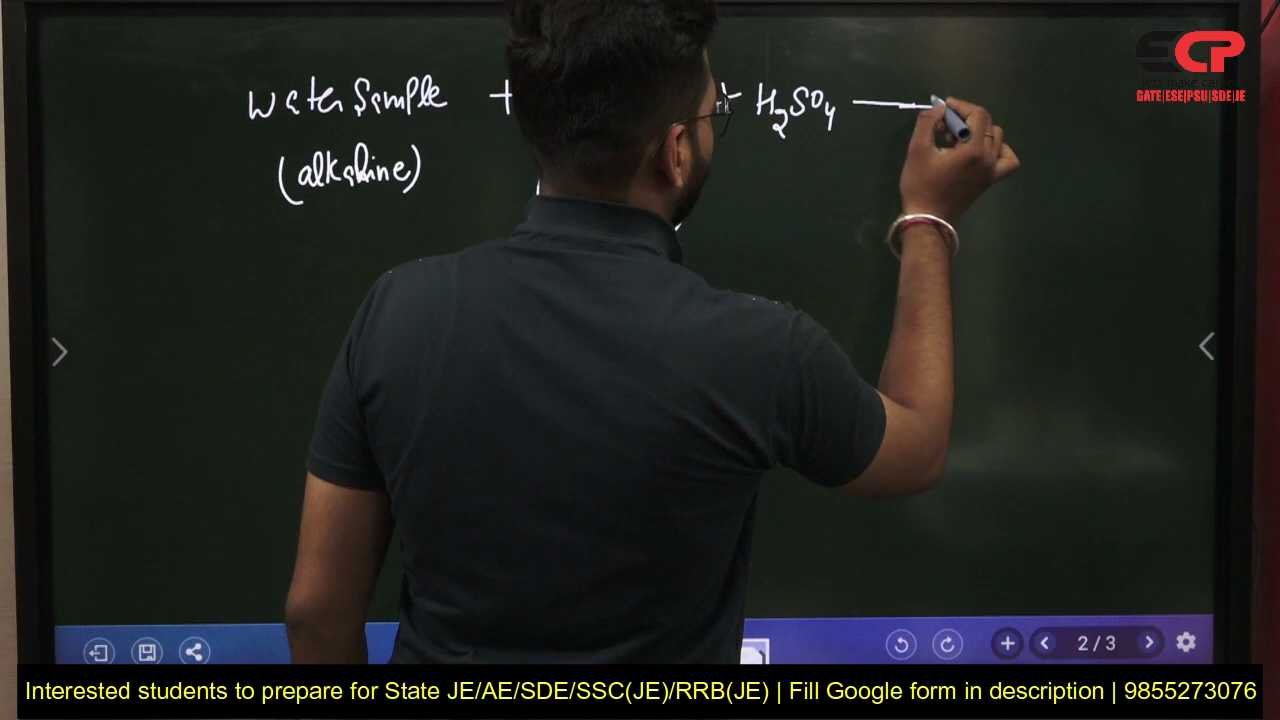 Water Sample + + H2SO4
(alkaline)
ECP
GATE|ESE|PSU|SDE|JE
2 / 3
Interested students to prepare for State JE/AE/SDE/SSC(JE)/RRB(JE) | Fill Google form in description | 9855273076